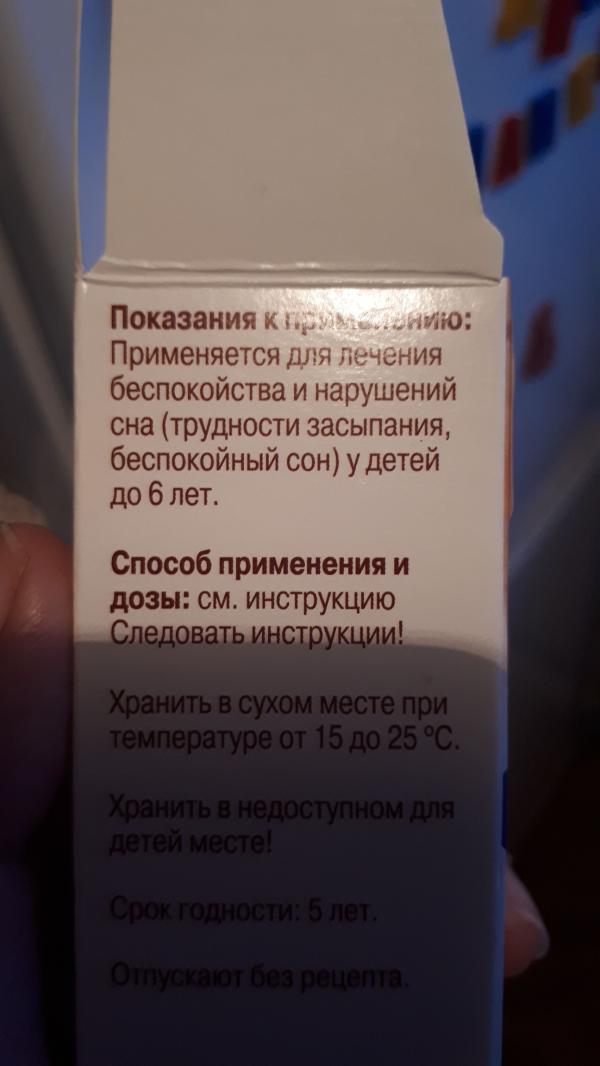 Показания к применению:
Применяется для лечения
беспокойства и нарушений
сна (трудности засыпания,
беспокойный сон) у детей
до 6 лет.
Способ применения и
дозы: см. инструкцию
Следовать инструкции!
Хранить в сухом месте при
температуре от 15 до 25 °C.
Хранить в недоступном для
детей месте!
Срок годности: 5 лет.
Отпускают без рецепта.